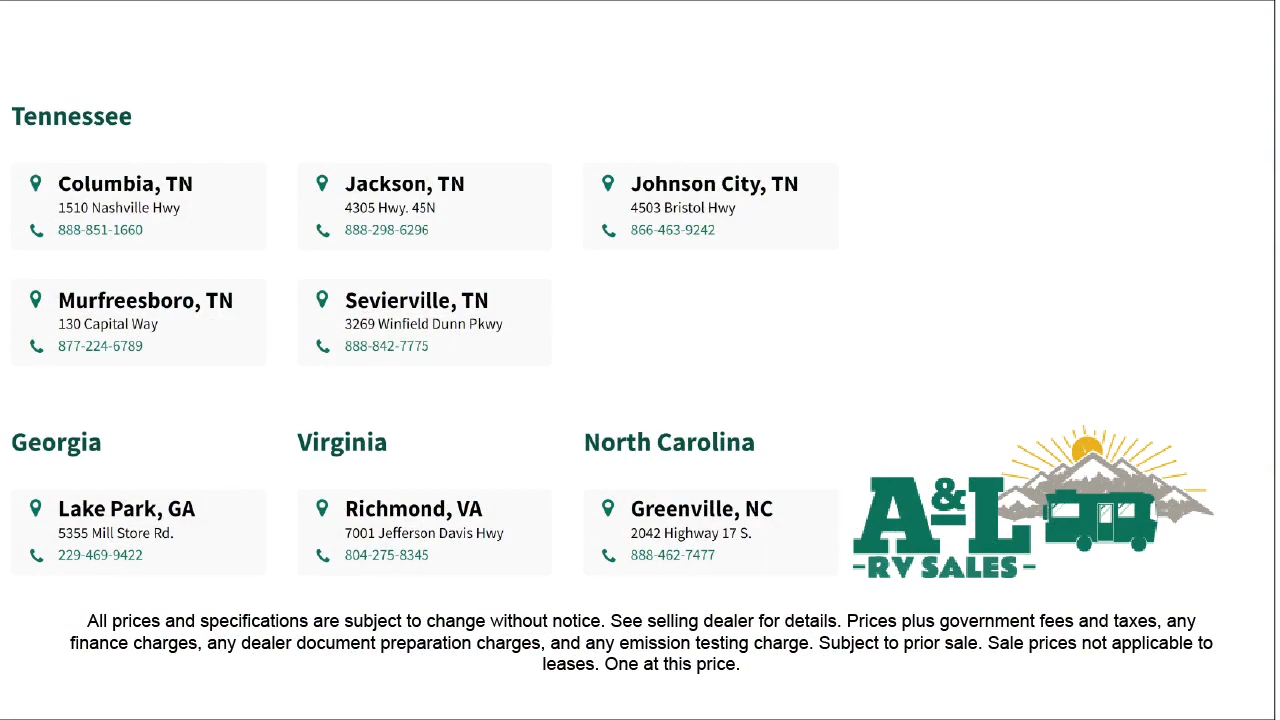 Tennessee
Columbia, TN
1510 Nashville Hwy
888-851-1660
Jackson, TN
4305 Hwy. 45N
888-298-6296
Johnson City, TN
4503 Bristol Hwy
866-463-9242
Murfreesboro, TN
130 Capital Way
877-224-6789
Sevierville, TN
3269 Winfield Dunn Pkwy
888-842-7775
Georgia
Lake Park, GA
5355 Mill Store Rd.
229-469-9422
Virginia
Richmond, VA
7001 Jefferson Davis Hwy
804-275-8345
North Carolina
Greenville, NC
2042 Highway 17 S.
888-462-7477
A&L
-RV SALES-
All prices and specifications are subject to change without notice. See selling dealer for details. Prices plus government fees and taxes, any
finance charges, any dealer document preparation charges, and any emission testing charge. Subject to prior sale. Sale prices not applicable to
leases. One at this price.